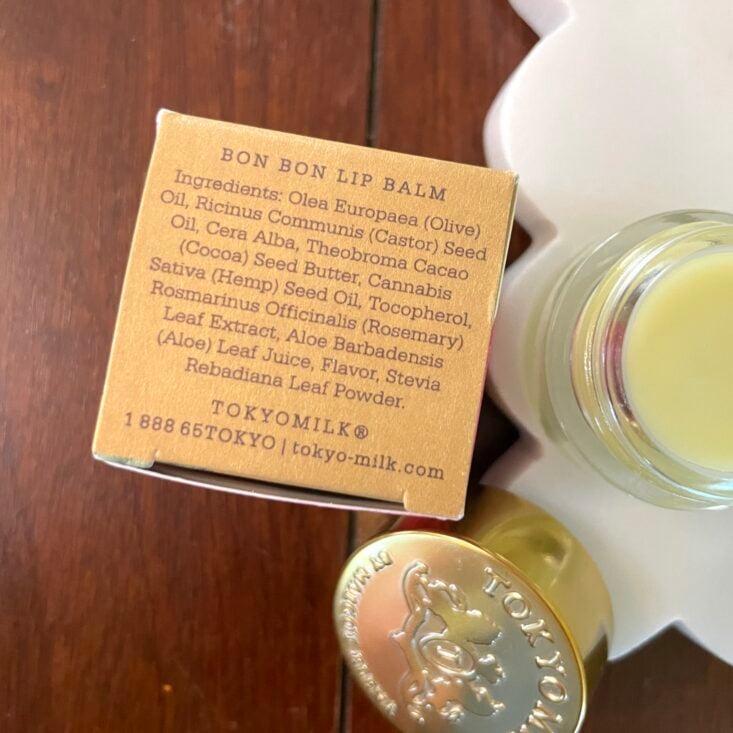 BON BON LIP BALM
Ingredients: Olea Europaea (Olive)
Oil, Ricinus Communis (Castor) Seed
Oil, Cera Alba, Theobroma Cacao
(Cocoa) Seed Butter, Cannabis
Sativa (Hemp) Seed Oil, Tocopherol,
Rosmarinus Officinalis (Rosemary)
Leaf Extract, Aloe Barbadensis
(Aloe) Leaf Juice, Flavor, Stevia
Rebadiana Leaf Powder.
TOKYOMILK®
1 888 65TOKYO | tokyo-milk.com
TOKYOM